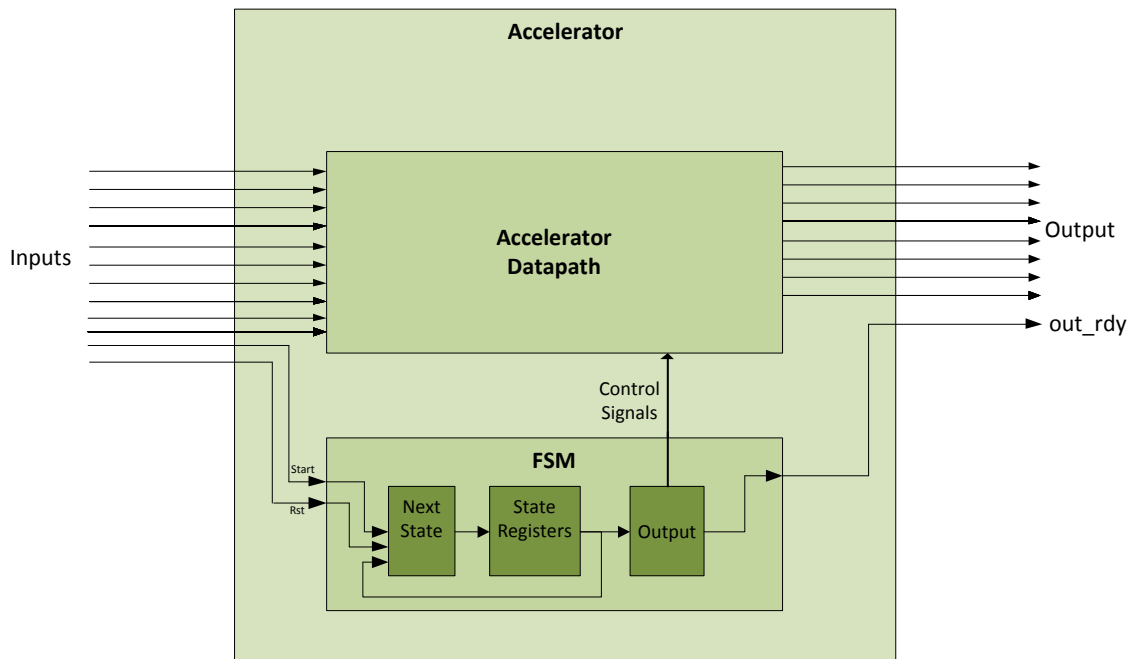 Accelerator
Inputs
Accelerator
Datapath
Output
out_rdy
Control
Signals
FSM
Start
Rst
Next
State
State
Registers
Output